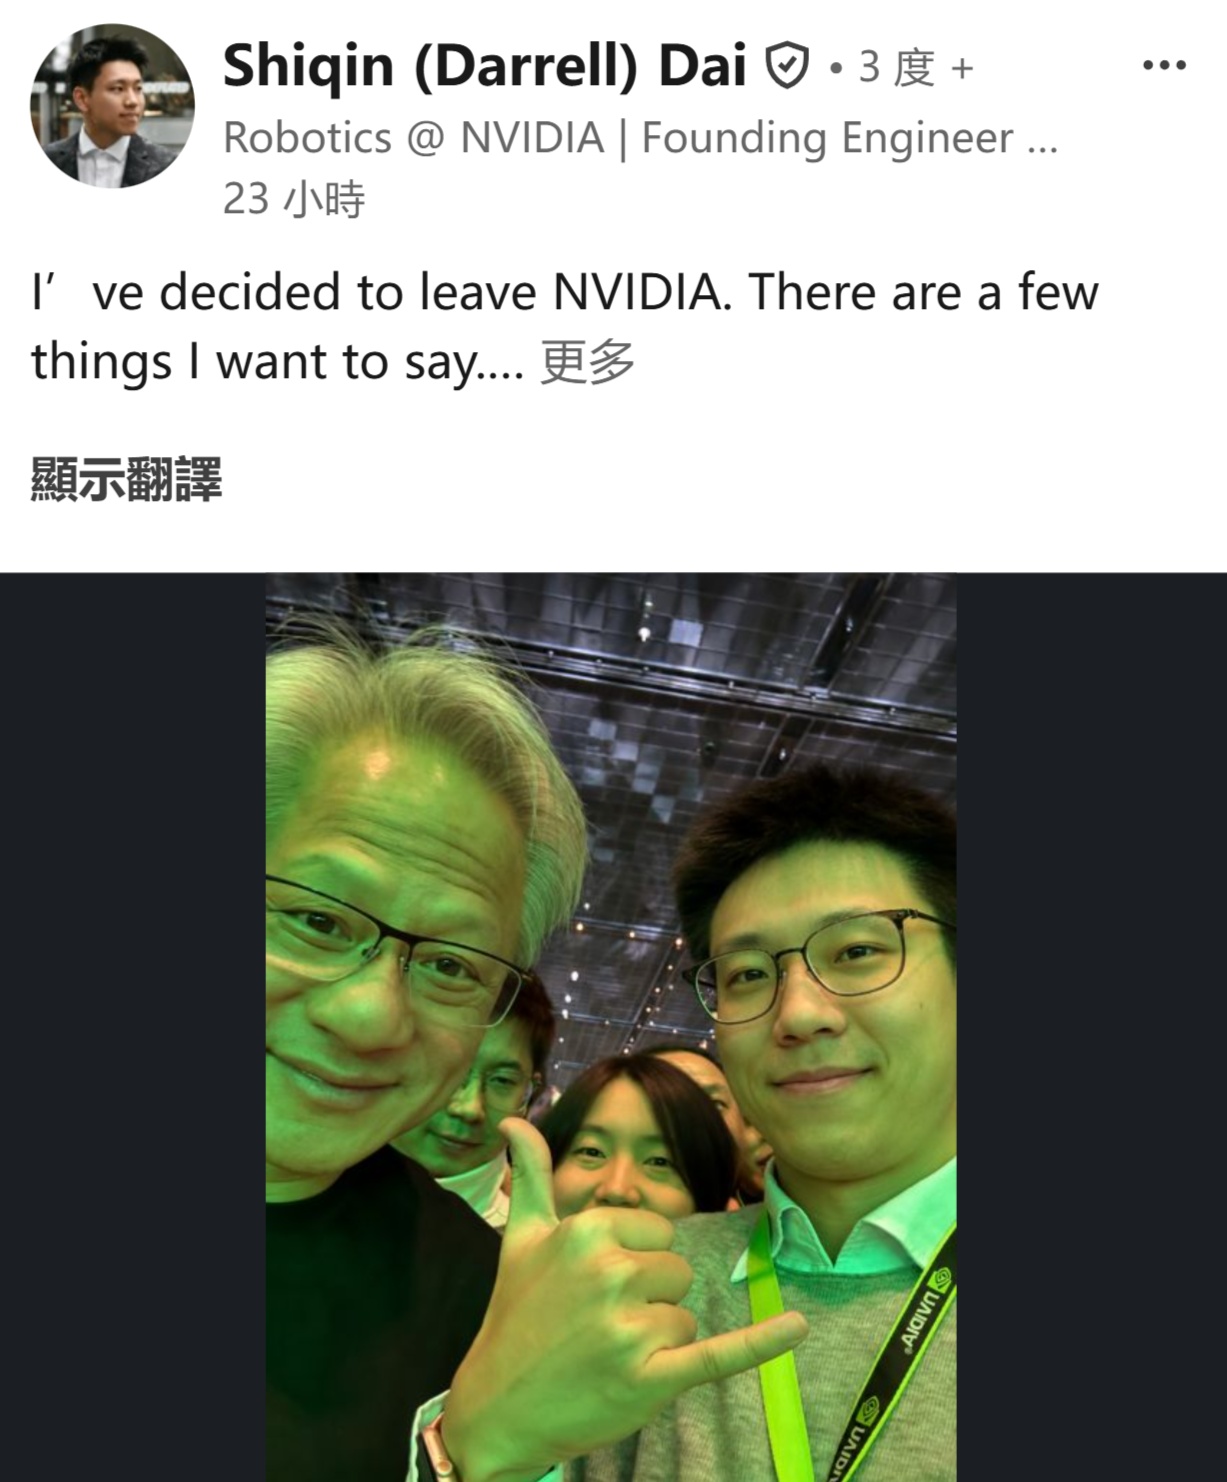 Shiqin (Darrell) Dai • 3 度 +
Robotics @ NVIDIA | Founding Engineer ...
23 小時
I’ve decided to leave NVIDIA. There are a few
things I want to say.... 更多
顯示翻譯
NVIDIA
NVIDIA